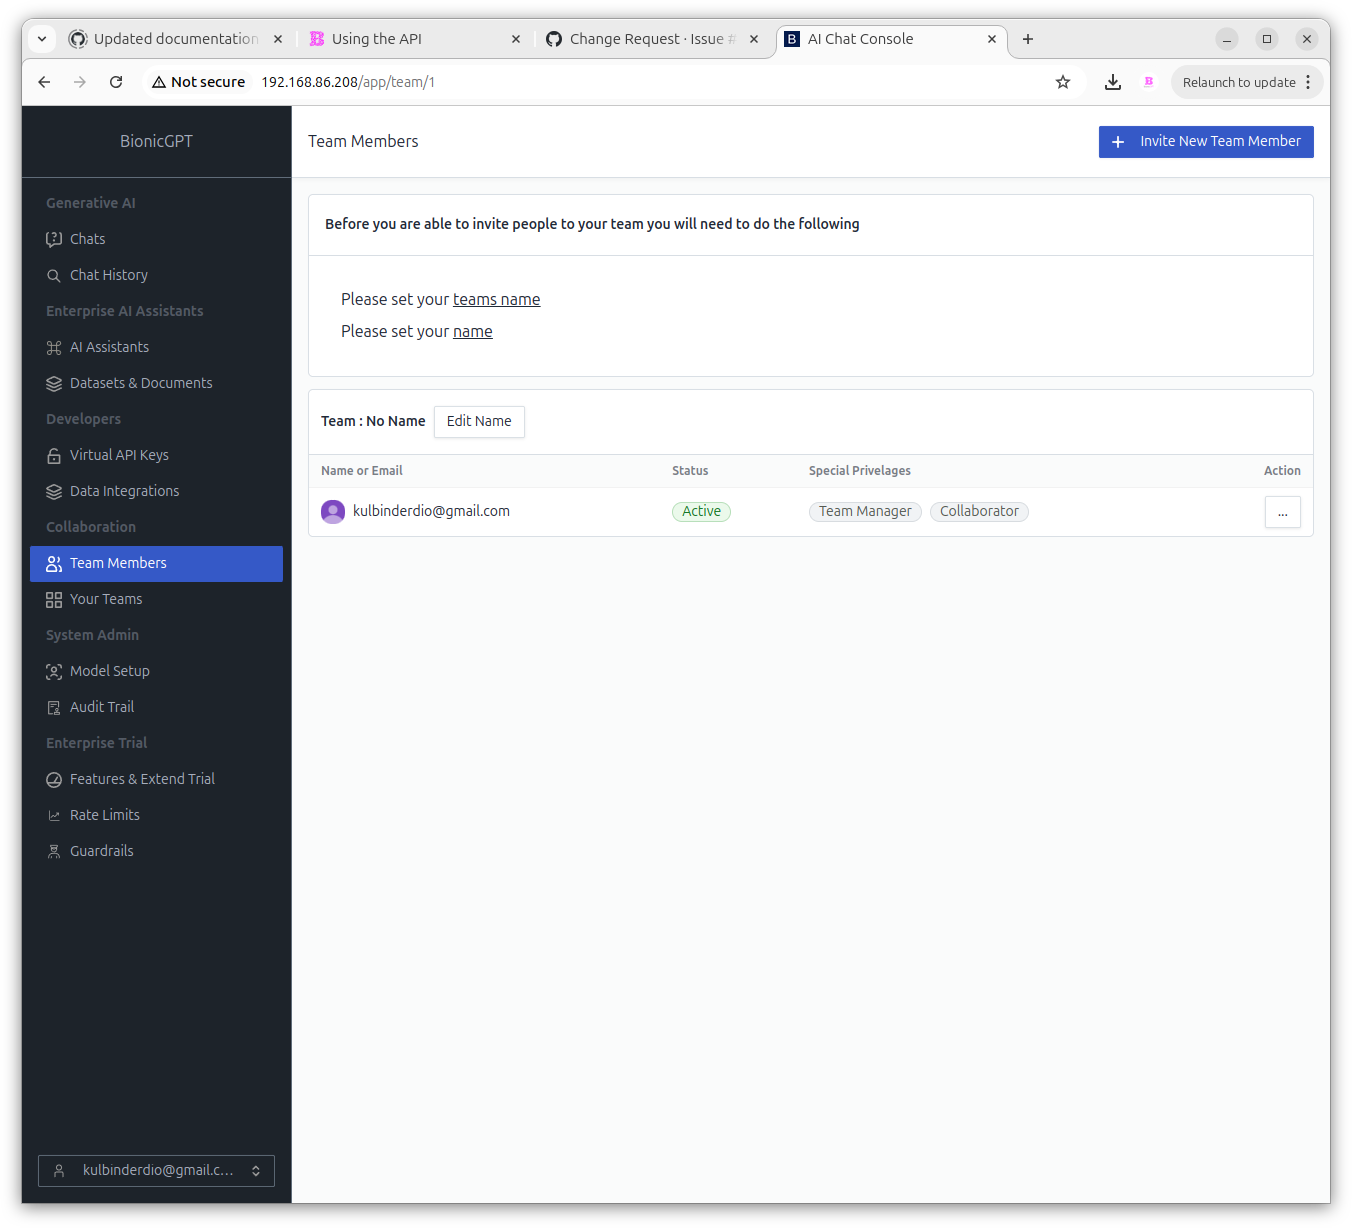 Updated documentation
Using the API
Change Request · Issue #
AI Chat Console
Not secure
192.168.86.208/app/team/1
Relaunch to update
BionicGPT
Generative AI
Chats
Chat History
Enterprise AI Assistants
AI Assistants
Datasets & Documents
Developers
Virtual API Keys
Data Integrations
Collaboration
Team Members
Your Teams
System Admin
Model Setup
Audit Trail
Enterprise Trial
Features & Extend Trial
Rate Limits
Guardrails
kulbinderdio@gmail.c...
Team Members
Invite New Team Member
Before you are able to invite people to your team you will need to do the following
Please set your teams name
Please set your name
Team : No Name Edit Name
Name or Email Status Special Privelages Action
kulbinderdio@gmail.com Active Team Manager Collaborator ...